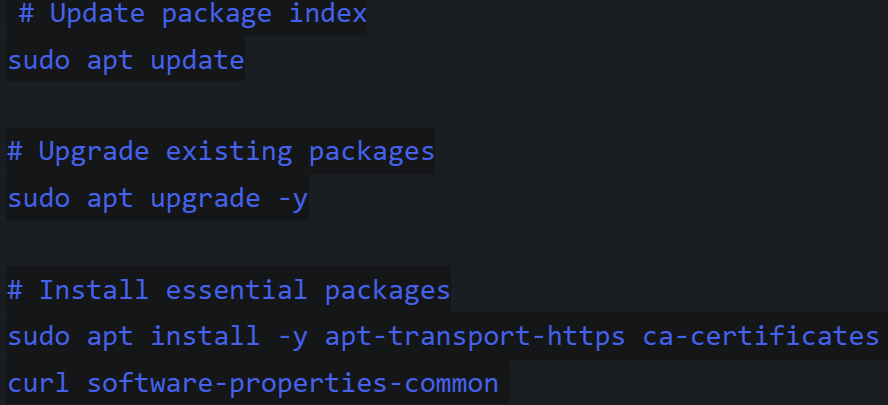 # Update package index
sudo apt update
# Upgrade existing packages
sudo apt upgrade -y
# Install essential packages
sudo apt install -y apt-transport-https ca-certificates
curl software-properties-common